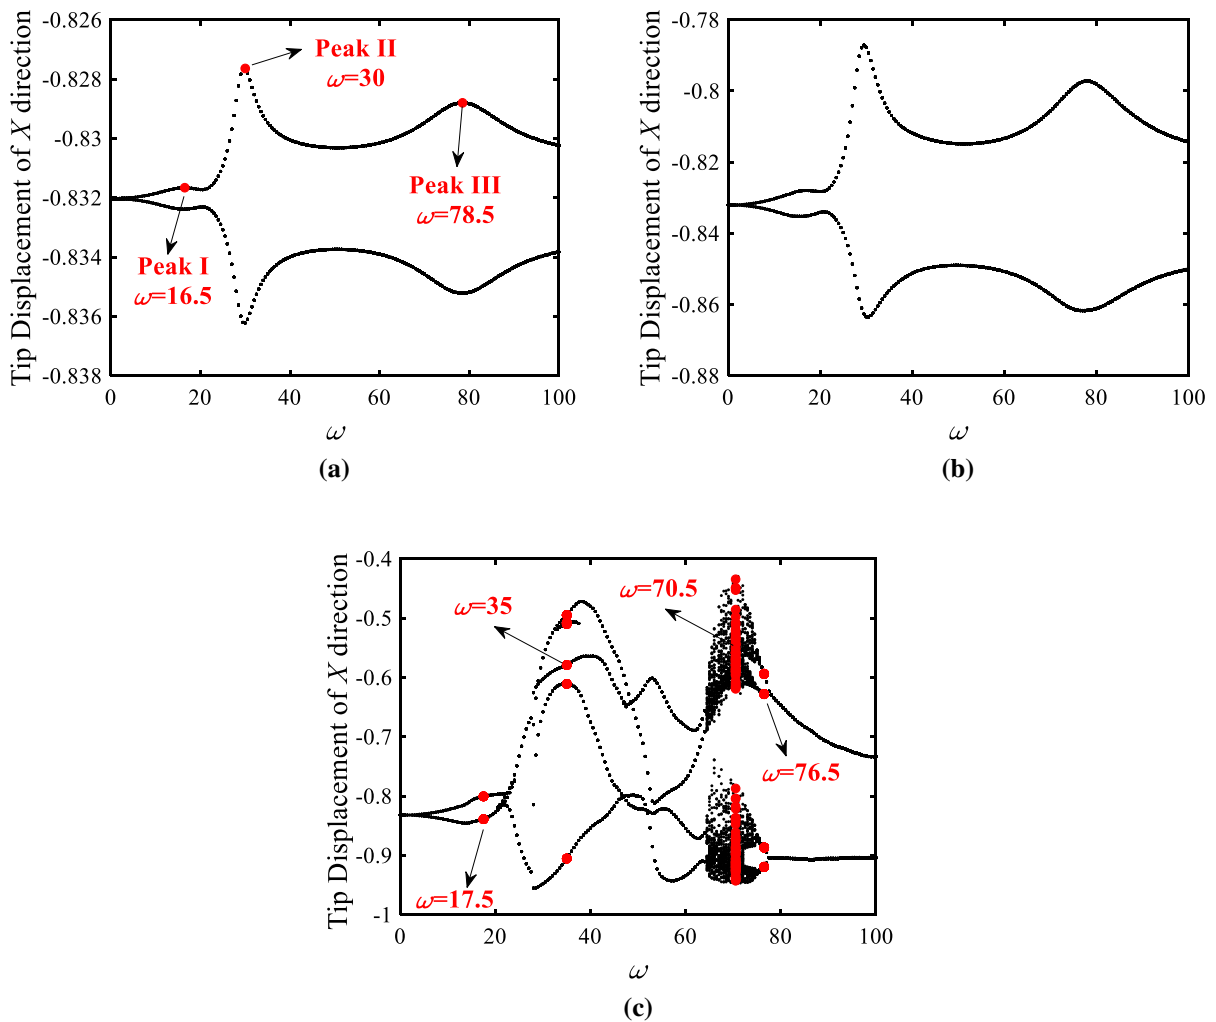 Tip Displacement of X direction
-0.826
-0.828
-0.83
-0.832
-0.834
-0.836
-0.838
0 20 40 60 80 100
ω
Peak II
ω=30
Peak III
ω=78.5
Peak I
ω=16.5
(a)
Tip Displacement of X direction
-0.78
-0.8
-0.82
-0.84
-0.86
-0.88
0 20 40 60 80 100
ω
(b)
Tip Displacement of X direction
-0.4
-0.5
-0.6
-0.7
-0.8
-0.9
-1
0 20 40 60 80 100
ω
ω=35
ω=70.5
ω=76.5
ω=17.5
(c)